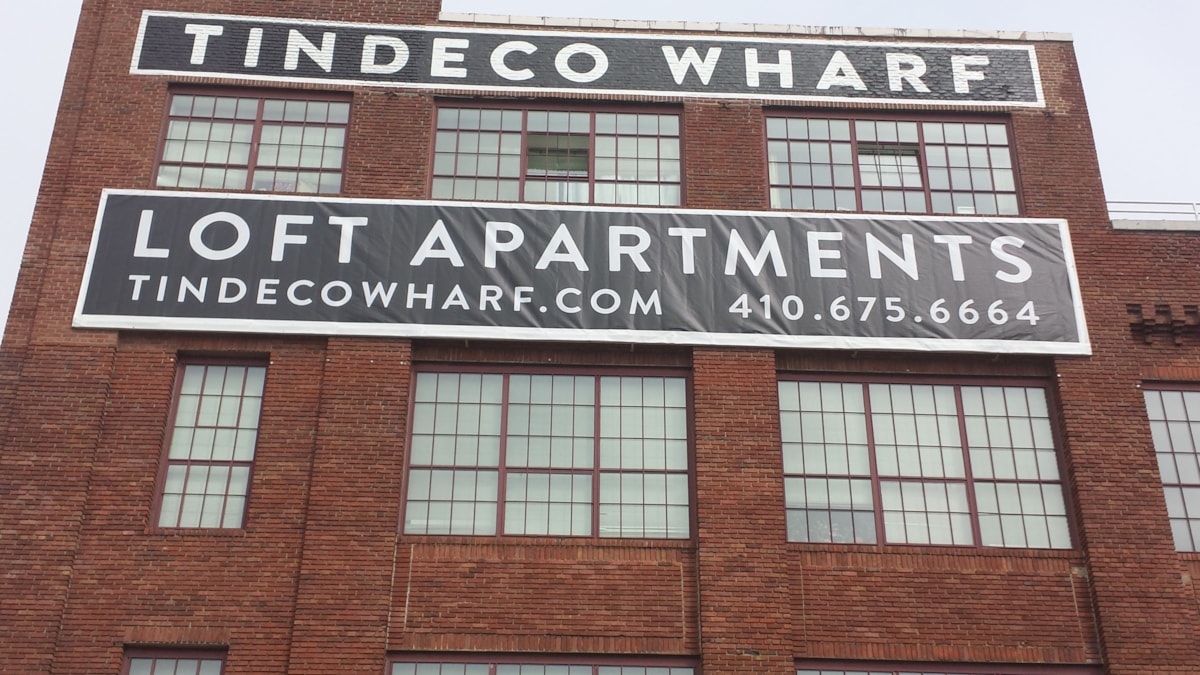 TINDECO WHARF
LOFT APARTMENTS
TINDECOWHARF.COM 410.675.6664